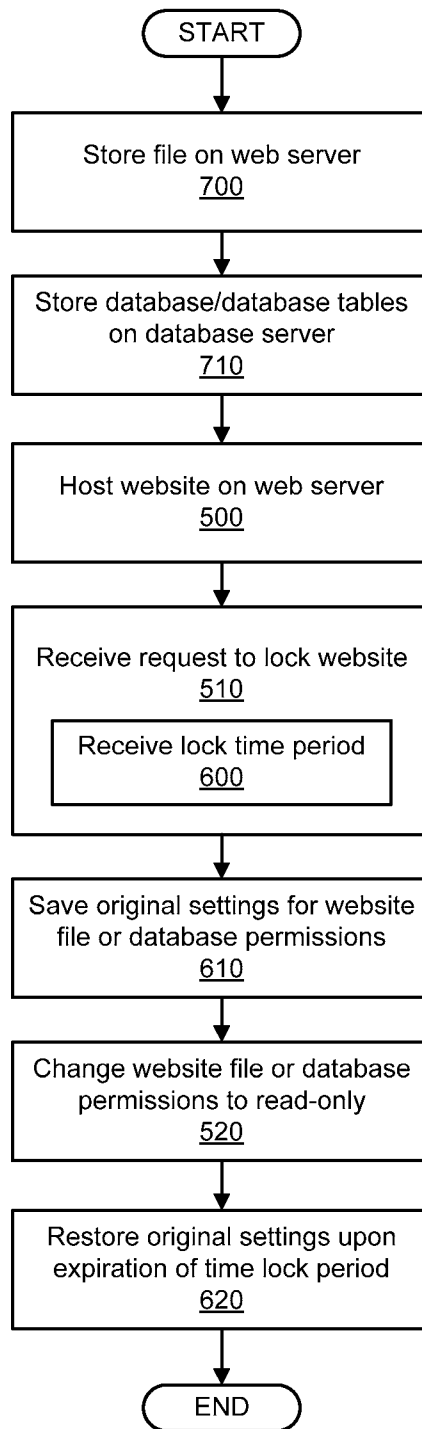 START
Store file on web server
700
Store database/database tables
on database server
710
Host website on web server
500
Receive request to lock website
510
Receive lock time period
600
Save original settings for website
file or database permissions
610
Change website file or database
permissions to read-only
520
Restore original settings upon
expiration of time lock period
620
END